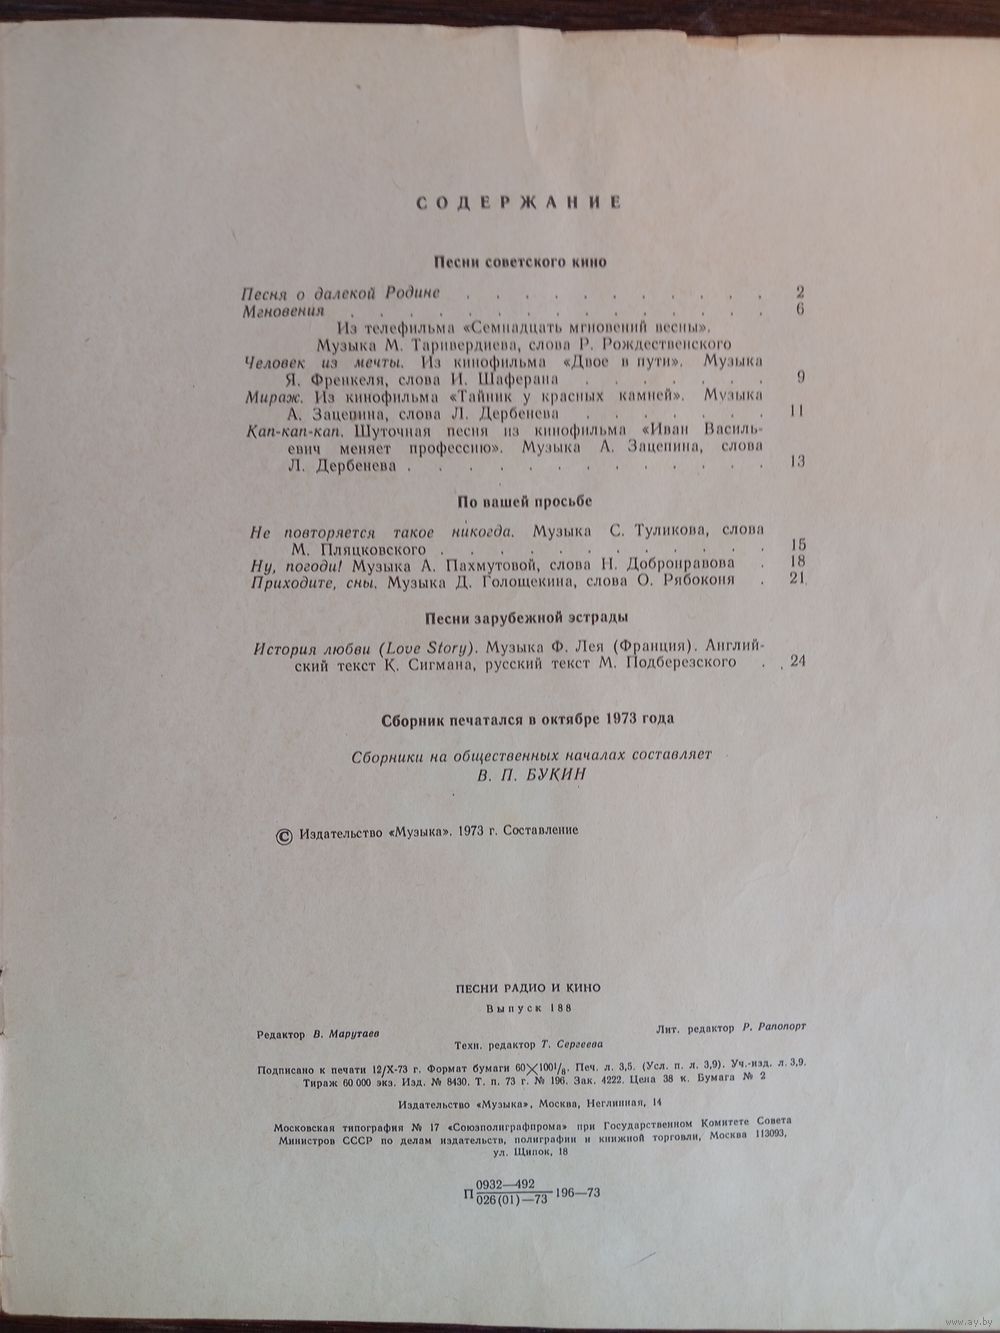 СОДЕРЖАНИЕ
Песни советского кино
Песня о далекой Родине . . . . . . . . . . . . 2
Мгновения . . . . . . . . . . . . . . . 6
Из телефильма «Семнадцать мгновений весны».
Музыка М. Таривердиева, слова Р. Рождественского
Человек из мечты. Из кинофильма «Двое в пути». Музыка
Я. Френкеля, слова И. Шаферана . . . . . . . 9
Мираж. Из кинофильма «Тайник у красных камней». Музыка
А. Зацепина, слова Л. Дербенева . . . . . . . 11
Кап-кап-кап. Шуточная песня из кинофильма «Иван Василь-
евич меняет профессию». Музыка А. Зацепина, слова
Л. Дербенева . . . . . . . . . . . . . 13
По вашей просьбе
Не повторяется такое никогда. Музыка С. Туликова, слова
М. Пляцковского . . . . . . . . . . . . 15
Ну, погоди! Музыка А. Пахмутовой, слова Н. Добронравова . 18
Приходите, сны. Музыка Д. Голощекина, слова О. Рябоконя . 21
Песни зарубежной эстрады
История любви (Love Story). Музыка Ф. Лея (Франция). Англий-
ский текст К. Сигмана, русский текст М. Подберезского . . 24
Сборник печатался в октябре 1973 года
Сборники на общественных началах составляет
В. П. БУКИН
© Издательство «Музыка». 1973 г. Составление
ПЕСНИ РАДИО И КИНО
Выпуск 188
Редактор В. Марутаев Лит. редактор Р. Рапопорт
Техн. редактор Т. Сергеева
Подписано к печати 12/X-73 г. Формат бумаги 60×100 1/8. Печ. л. 3,5. (Усл. п. л. 3,9). Уч.-изд. л. 3,9.
Тираж 60 000 экз. Изд. № 8430. Т. п. 73 г. № 196. Зак. 4222. Цена 38 к. Бумага № 2
Издательство «Музыка», Москва, Неглинная, 14
Московская типография № 17 «Союзполиграфпрома» при Государственном Комитете Совета
Министров СССР по делам издательств, полиграфии и книжной торговли, Москва 113093,
ул. Щипок, 18
П 0932—492 / 026(01)—73 196—73
www.ay.by